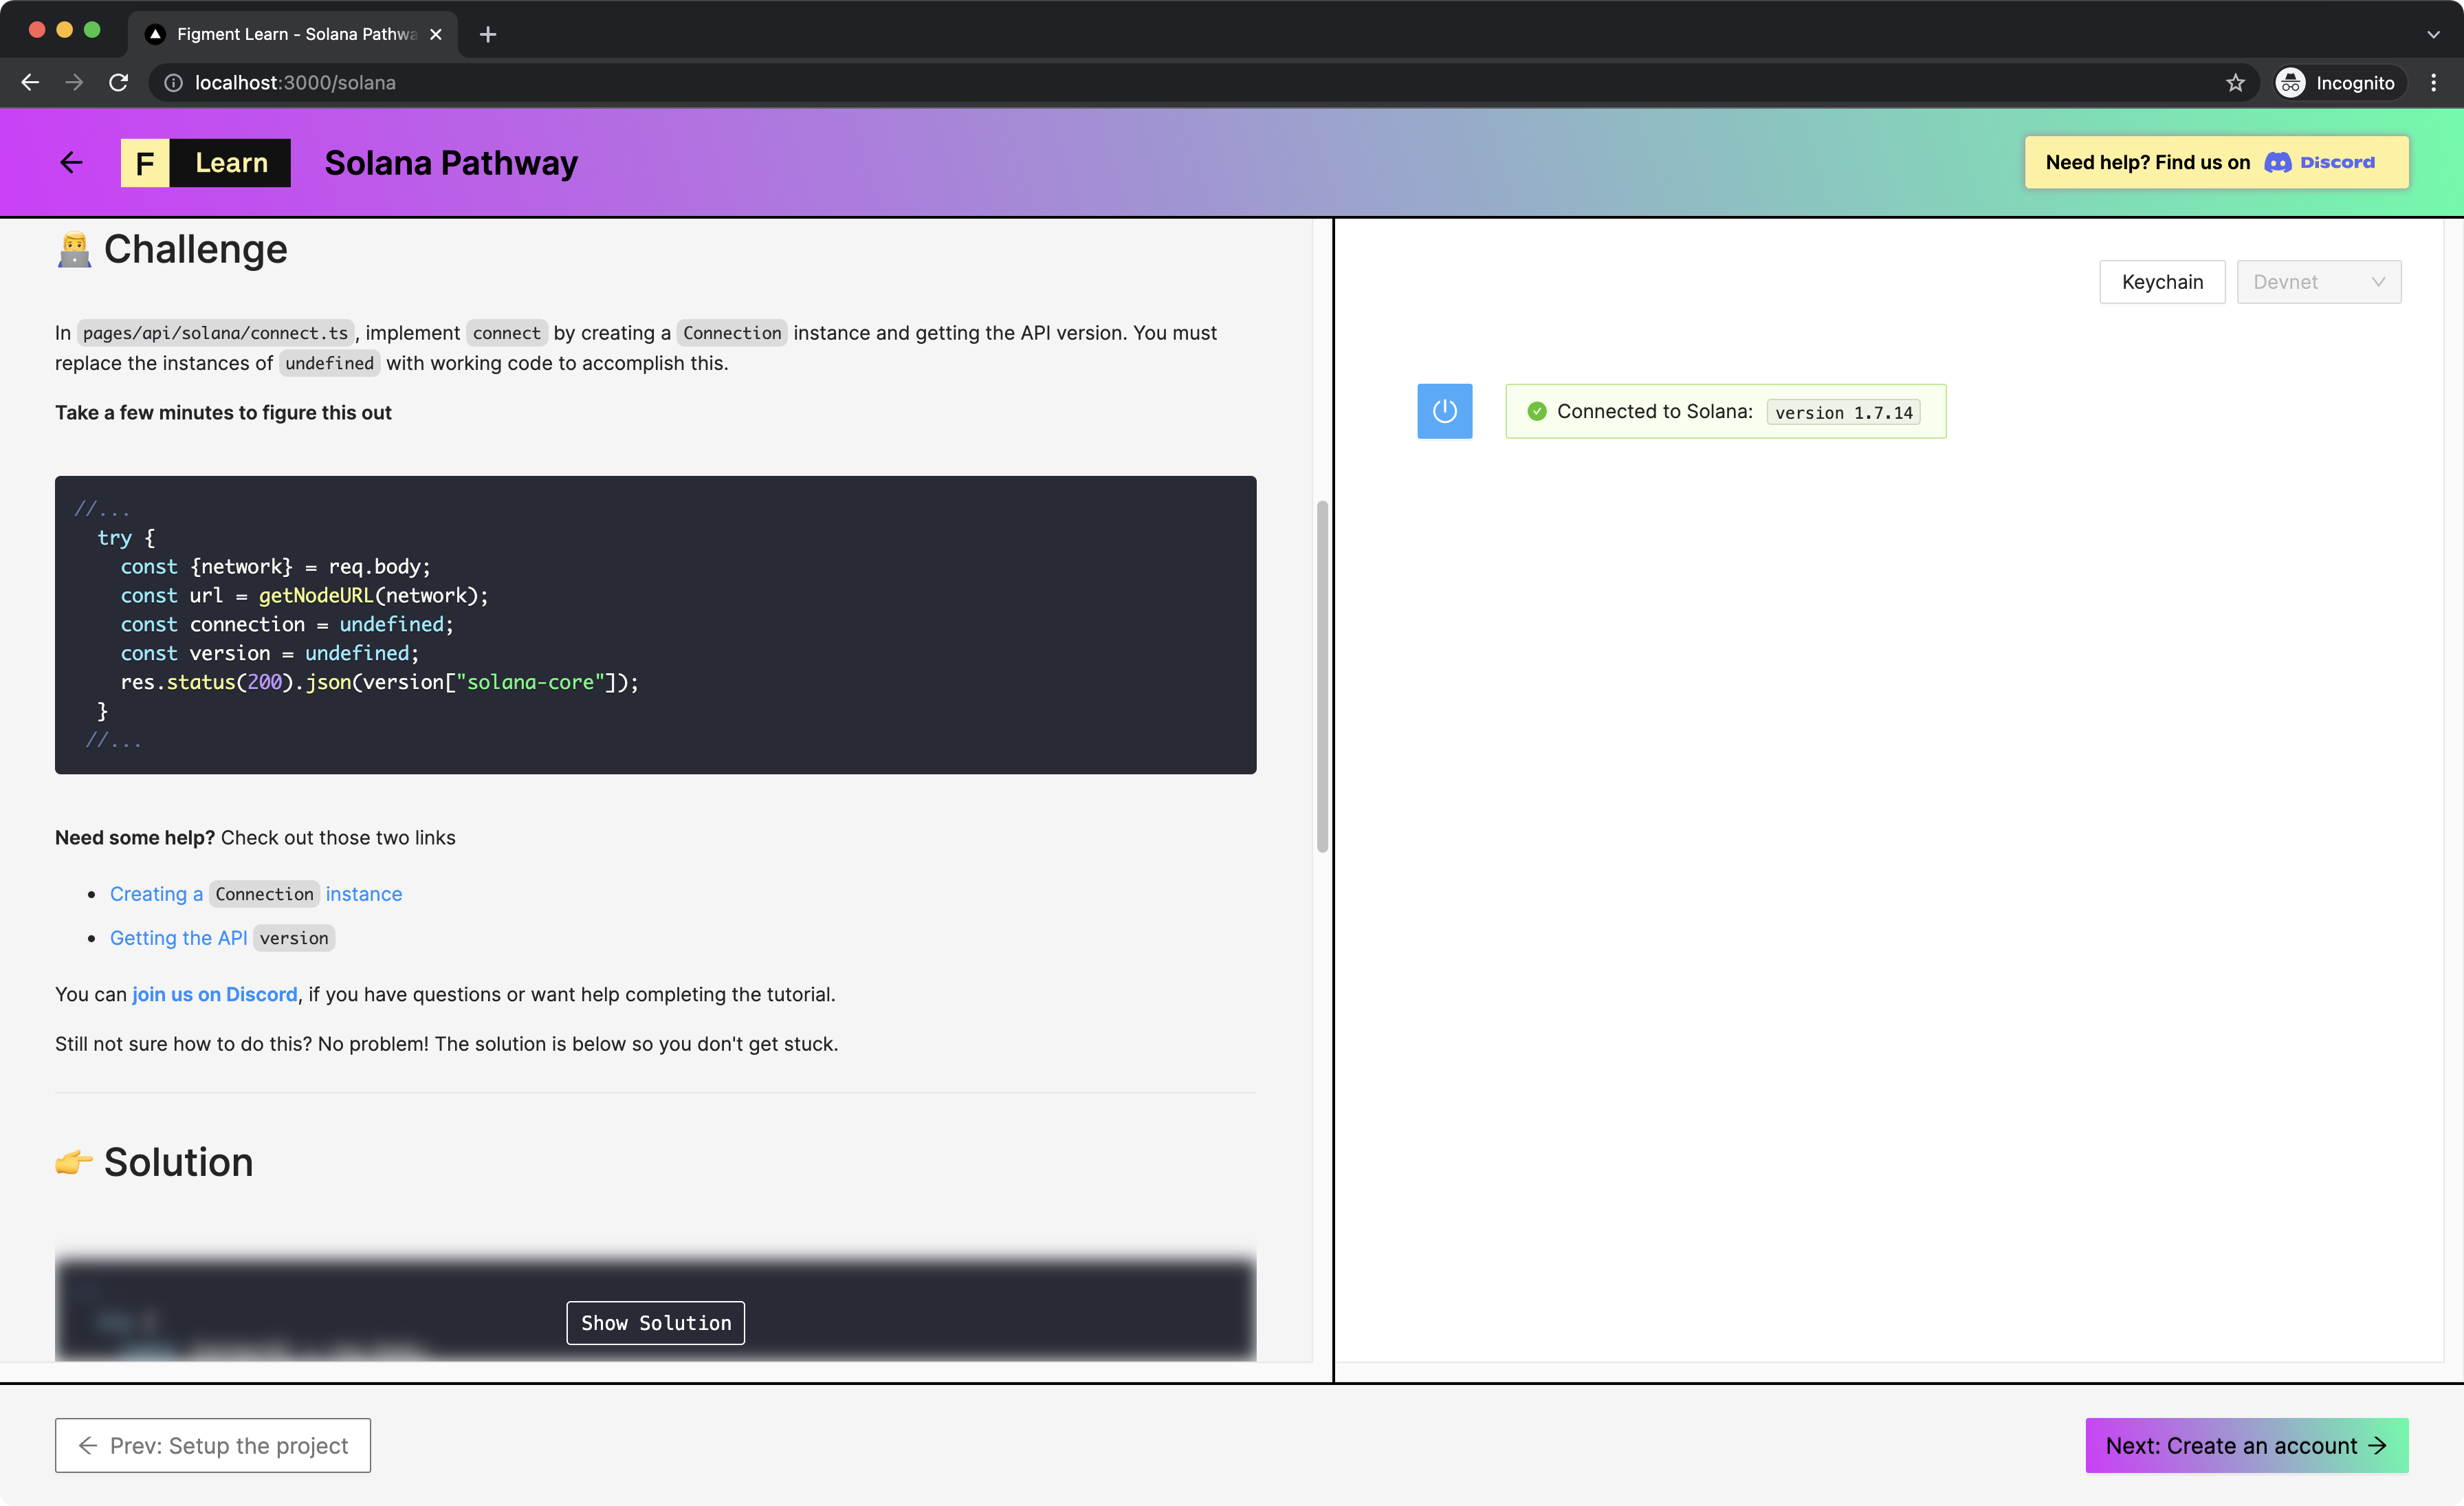 Figment Learn - Solana Pathwa
localhost:3000/solana
Incognito
F Learn
Solana Pathway
Need help? Find us on Discord
Challenge
In pages/api/solana/connect.ts, implement connect by creating a Connection instance and getting the API version. You must
replace the instances of undefined with working code to accomplish this.
Take a few minutes to figure this out
//...
try {
const {network} = req.body;
const url = getNodeURL(network);
const connection = undefined;
const version = undefined;
res.status(200).json(version["solana-core"]);
}
//...
Need some help? Check out those two links
• Creating a Connection instance
• Getting the API version
You can join us on Discord, if you have questions or want help completing the tutorial.
Still not sure how to do this? No problem! The solution is below so you don't get stuck.
Solution
Show Solution
Keychain
Devnet
Connected to Solana: version 1.7.14
Prev: Setup the project
Next: Create an account